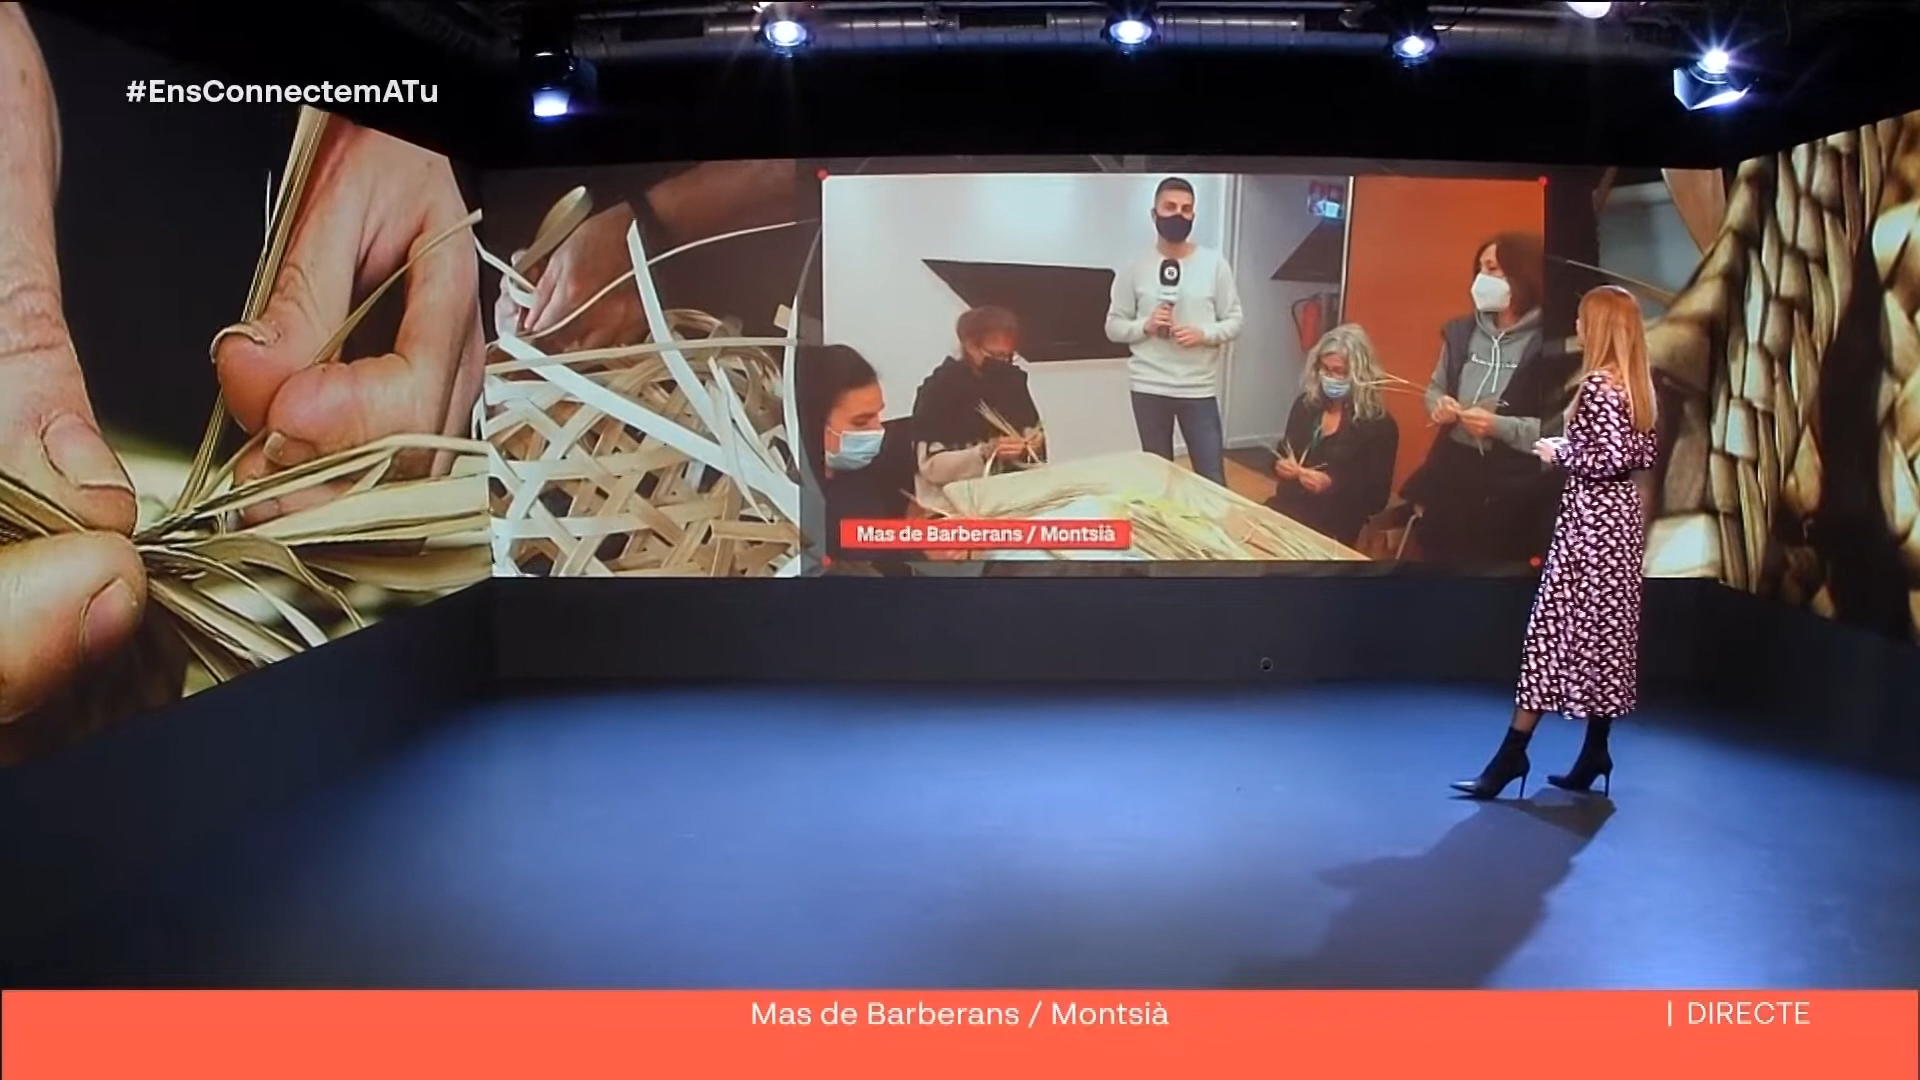 #EnsConnectemATu
Mas de Barberans / Montsià
Mas de Barberans / Montsià
| DIRECTE